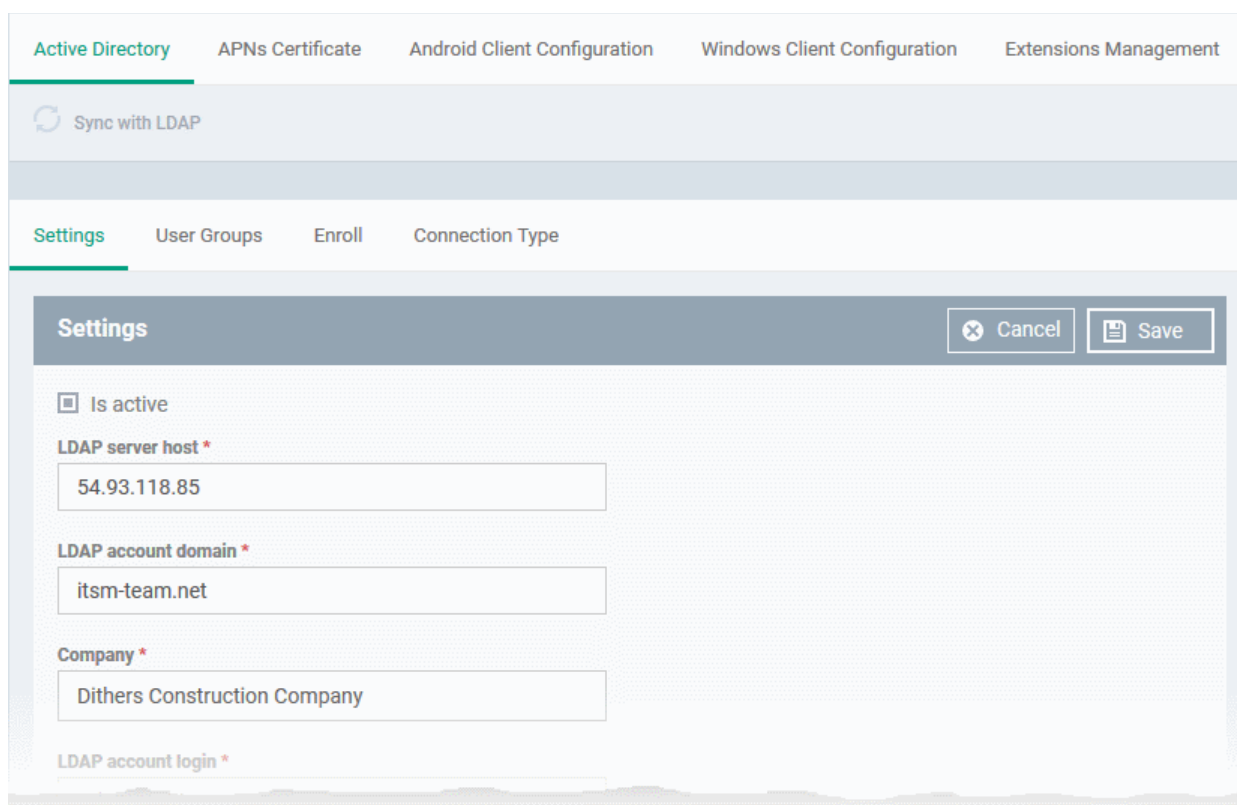 Active Directory APNs Certificate Android Client Configuration Windows Client Configuration Extensions Management
Sync with LDAP
Settings User Groups Enroll Connection Type
Settings Cancel Save
Is active
LDAP server host *
54.93.118.85
LDAP account domain *
itsm-team.net
Company *
Dithers Construction Company
LDAP account login *